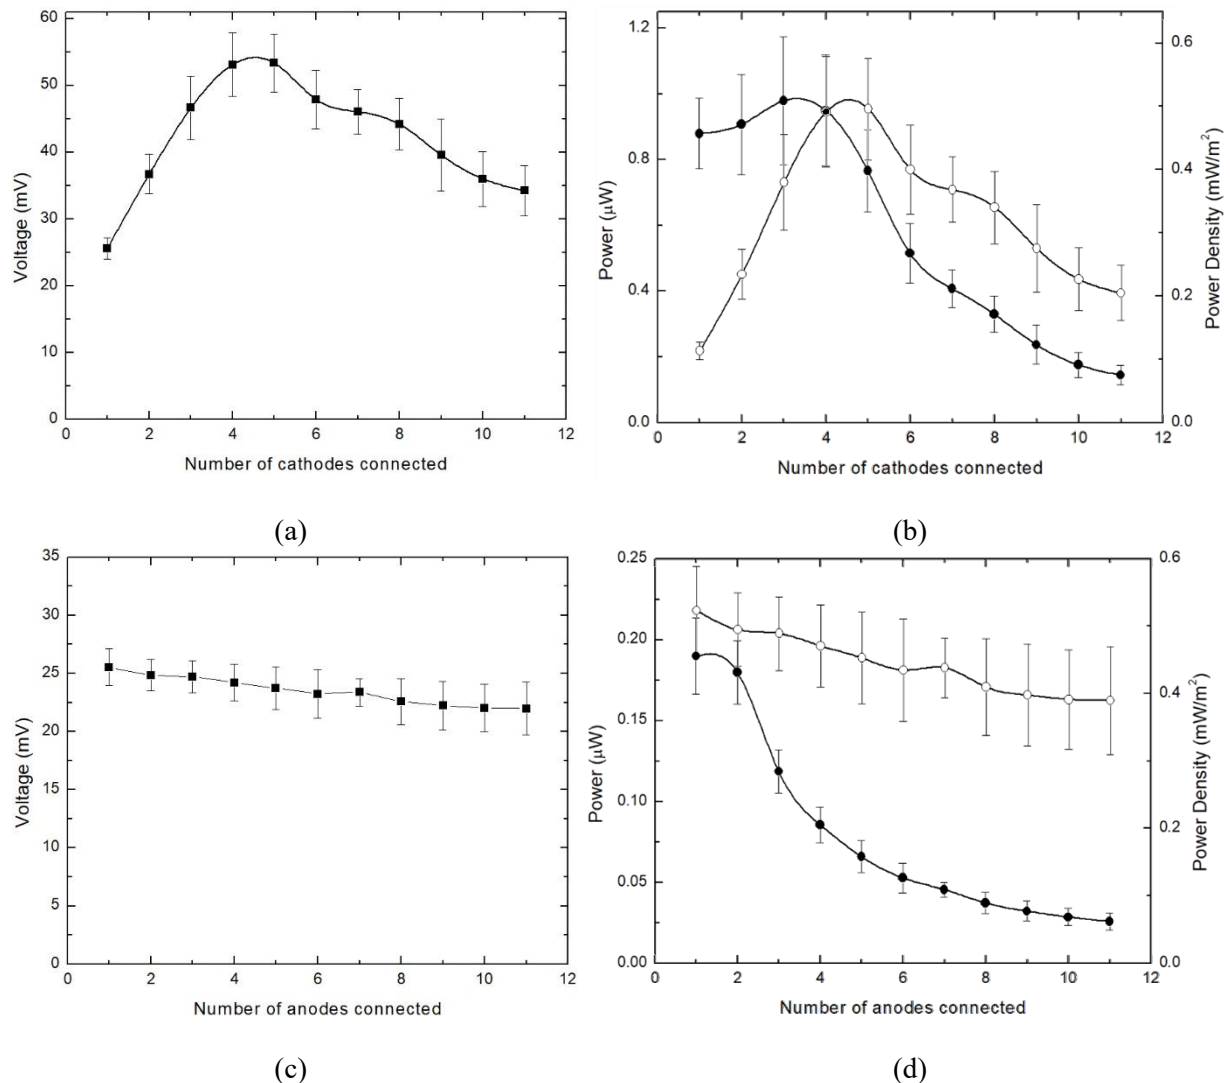 60
50
40
30
20
10
0
Voltage (mV)
0 2 4 6 8 10 12
Number of cathodes connected
(a)
1.2
0.8
0.4
0.0
Power (μW)
0.6
0.4
0.2
0.0
Power Density (mW/m²)
0 2 4 6 8 10 12
Number of cathodes connected
(b)
35
30
25
20
15
10
5
0
Voltage (mV)
0 2 4 6 8 10 12
Number of anodes connected
(c)
0.25
0.20
0.15
0.10
0.05
0.00
Power (μW)
0.6
0.4
0.2
0.0
Power Density (mW/m²)
0 2 4 6 8 10 12
Number of anodes connected
(d)